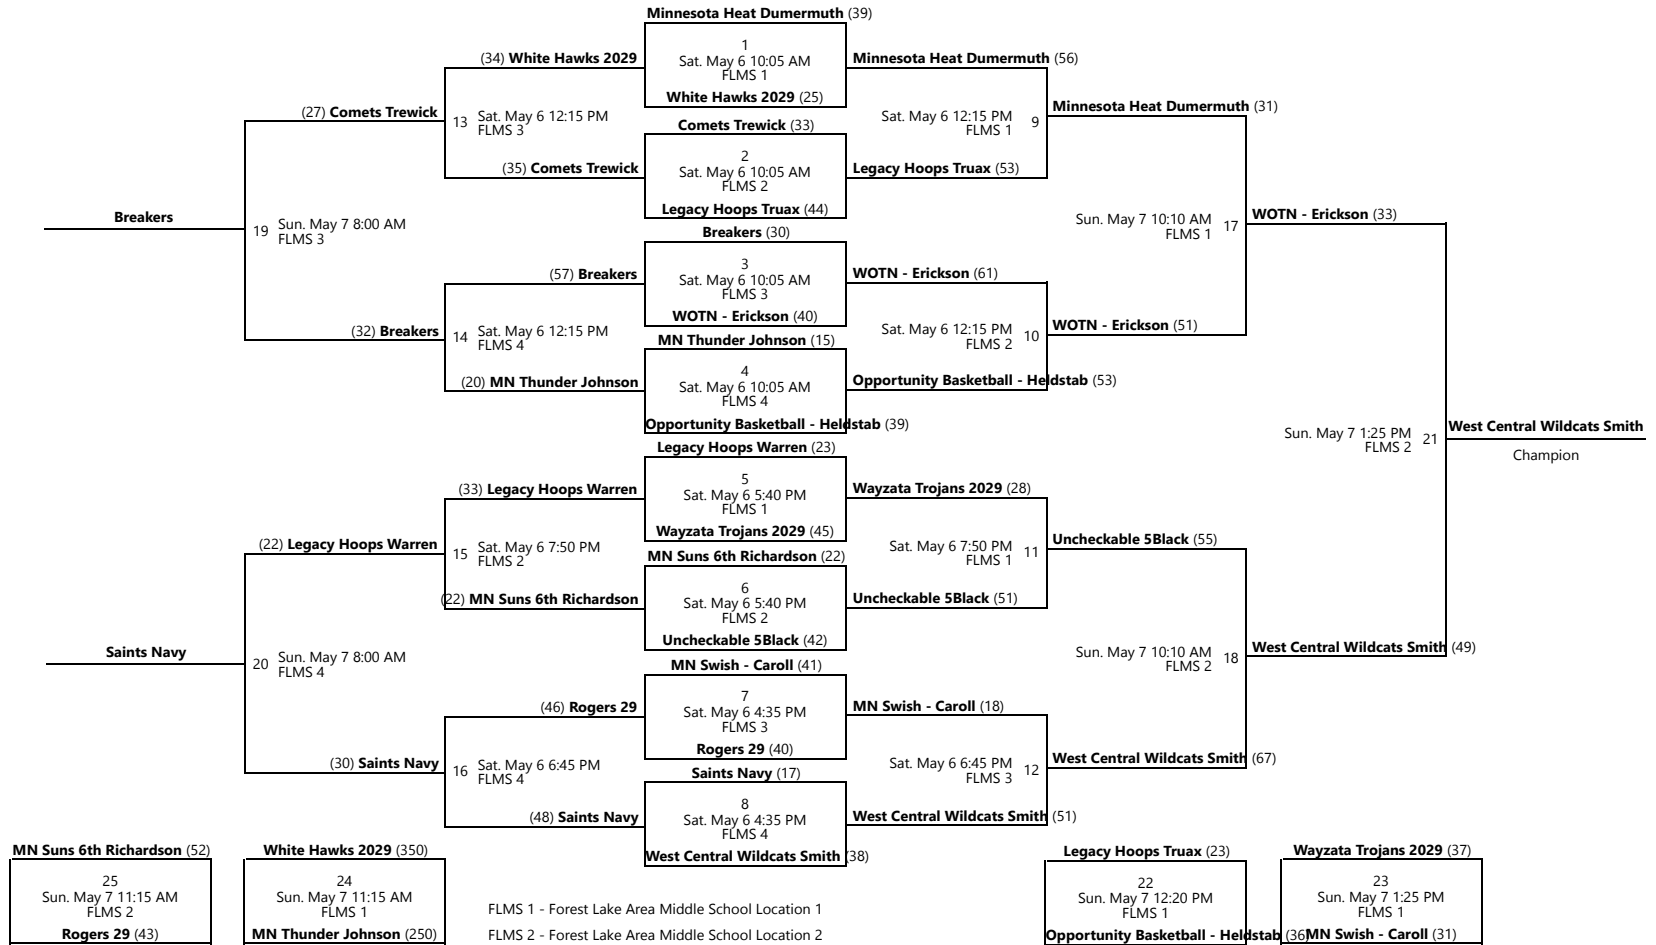 Minnesota Heat Dumermuth (39)
1
Sat. May 6 10:05 AM
FLMS 1
White Hawks 2029 (25)
Comets Trewick (33)
2
Sat. May 6 10:05 AM
FLMS 2
Legacy Hoops Truax (44)
Breakers (30)
3
Sat. May 6 10:05 AM
FLMS 3
WOTN - Erickson (40)
MN Thunder Johnson (15)
4
Sat. May 6 10:05 AM
FLMS 4
Opportunity Basketball - Heldstab (39)
Legacy Hoops Warren (23)
5
Sat. May 6 5:40 PM
FLMS 1
Wayzata Trojans 2029 (45)
MN Suns 6th Richardson (22)
6
Sat. May 6 5:40 PM
FLMS 2
Uncheckable 5Black (42)
MN Swish - Caroll (41)
7
Sat. May 6 4:35 PM
FLMS 3
Rogers 29 (40)
Saints Navy (17)
8
Sat. May 6 4:35 PM
FLMS 4
West Central Wildcats Smith (38)
(34) White Hawks 2029
13 Sat. May 6 12:15 PM
FLMS 3
(35) Comets Trewick
(57) Breakers
14 Sat. May 6 12:15 PM
FLMS 4
(20) MN Thunder Johnson
(33) Legacy Hoops Warren
15 Sat. May 6 7:50 PM
FLMS 2
(22) MN Suns 6th Richardson
(46) Rogers 29
16 Sat. May 6 6:45 PM
FLMS 4
(48) Saints Navy
(27) Comets Trewick
19 Sun. May 7 8:00 AM
FLMS 3
(32) Breakers
(22) Legacy Hoops Warren
20 Sun. May 7 8:00 AM
FLMS 4
(30) Saints Navy
Breakers
Saints Navy
Minnesota Heat Dumermuth (56)
Sat. May 6 12:15 PM 9
FLMS 1
Legacy Hoops Truax (53)
WOTN - Erickson (61)
Sat. May 6 12:15 PM 10
FLMS 2
Opportunity Basketball - Heldstab (53)
Wayzata Trojans 2029 (28)
Sat. May 6 7:50 PM 11
FLMS 1
Uncheckable 5Black (51)
MN Swish - Caroll (18)
Sat. May 6 6:45 PM 12
FLMS 3
West Central Wildcats Smith (51)
Minnesota Heat Dumermuth (31)
Sun. May 7 10:10 AM 17
FLMS 1
WOTN - Erickson (51)
Uncheckable 5Black (55)
Sun. May 7 10:10 AM 18
FLMS 2
West Central Wildcats Smith (67)
WOTN - Erickson (33)
Sun. May 7 1:25 PM 21
FLMS 2
West Central Wildcats Smith (49)
West Central Wildcats Smith
Champion
MN Suns 6th Richardson (52)
25
Sun. May 7 11:15 AM
FLMS 2
Rogers 29 (43)
White Hawks 2029 (350)
24
Sun. May 7 11:15 AM
FLMS 1
MN Thunder Johnson (250)
FLMS 1 - Forest Lake Area Middle School Location 1
FLMS 2 - Forest Lake Area Middle School Location 2
Legacy Hoops Truax (23)
22
Sun. May 7 12:20 PM
FLMS 1
Opportunity Basketball - Heldstab (36)
Wayzata Trojans 2029 (37)
23
Sun. May 7 1:25 PM
FLMS 1
MN Swish - Caroll (31)